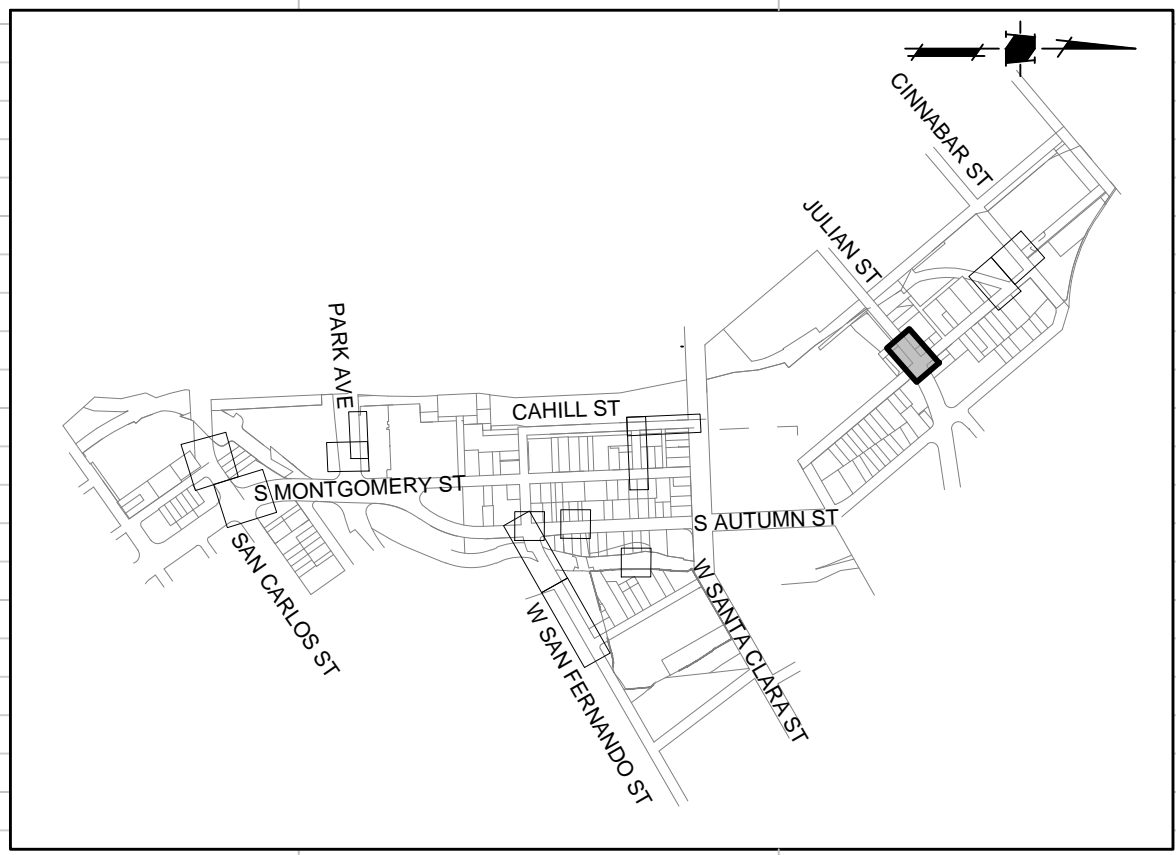 CINNABAR ST
JULIAN ST
PARK AVE
CAHILL ST
S MONTGOMERY ST
S AUTUMN ST
SAN CARLOS ST
W SAN FERNANDO ST
W SANTA CLARA ST